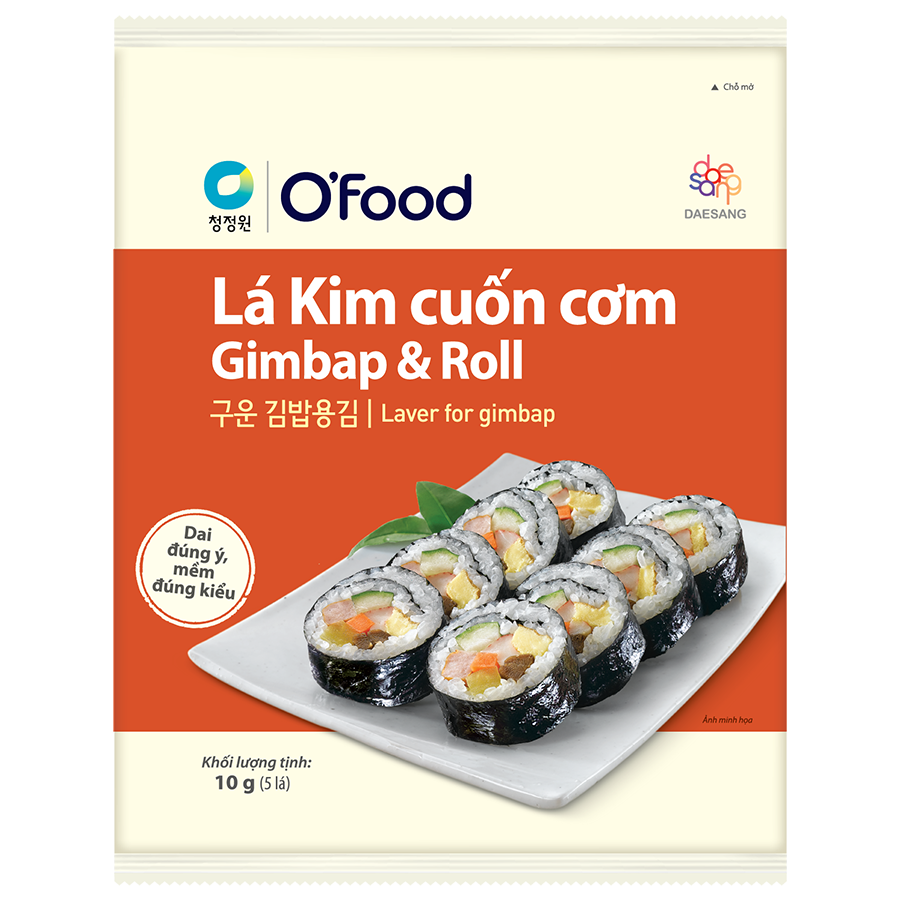 ▲ Chỗ mở
청정원
O'Food
daesang
DAESANG
Lá Kim cuốn cơm
Gimbap & Roll
구운 김밥용김 | Laver for gimbap
Dai
đúng ý,
mềm
đúng kiểu
Ảnh minh họa
Khối lượng tịnh:
10 g (5 lá)